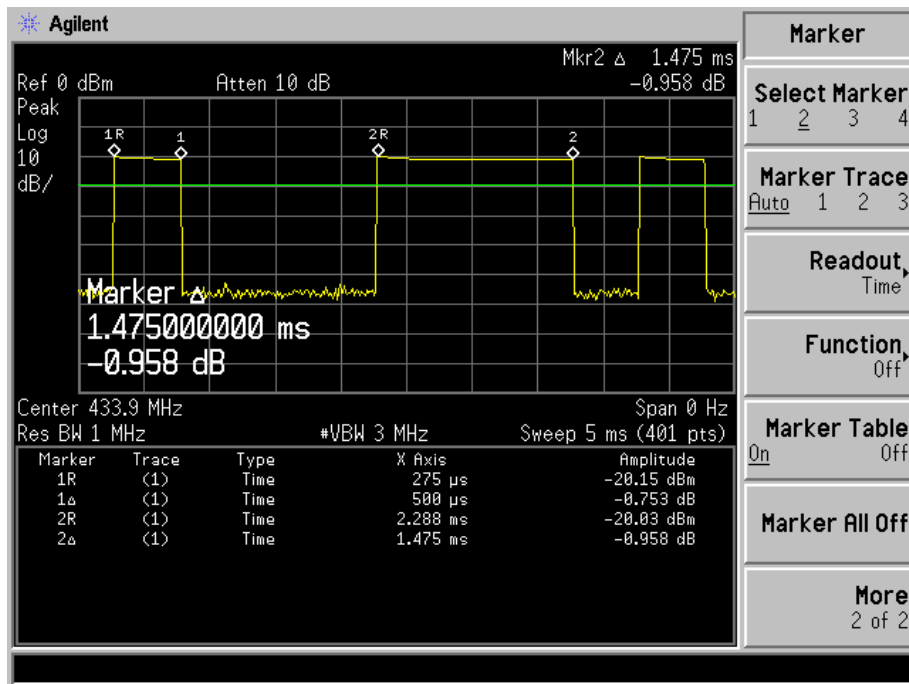 Agilent
Mkr2 Δ 1.475 ms
Ref 0 dBm Atten 10 dB -0.958 dB
Peak
Log
10
dB/
1R 1 2R 2
Marker Δ
1.475000000 ms
-0.958 dB
Center 433.9 MHz Span 0 Hz
Res BW 1 MHz #VBW 3 MHz Sweep 5 ms (401 pts)
Marker Trace Type X Axis Amplitude
1R (1) Time 275 μs -20.15 dBm
1Δ (1) Time 500 μs -0.753 dB
2R (1) Time 2.288 ms -20.03 dBm
2Δ (1) Time 1.475 ms -0.958 dB
Marker
Select Marker
1 2 3 4
Marker Trace
Auto 1 2 3
Readout
Time
Function
Off
Marker Table
On Off
Marker All Off
More
2 of 2